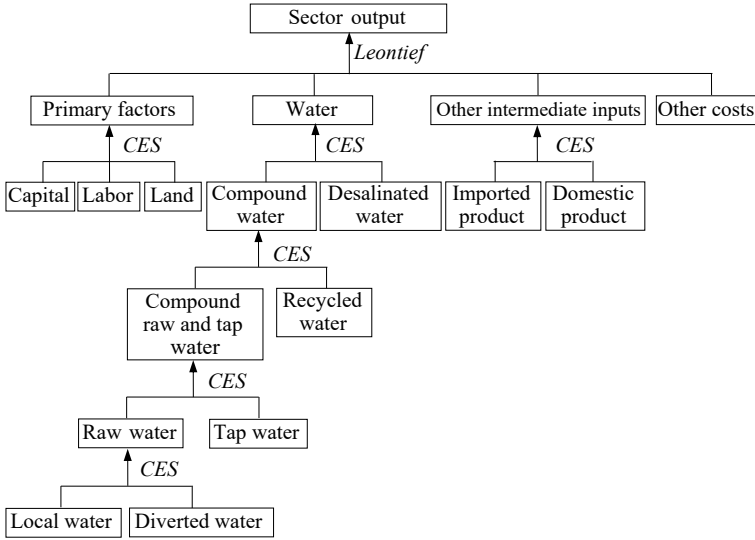 Sector output
Leontief
Primary factors
Water
Other intermediate inputs
Other costs
CES
CES
CES
Capital
Labor
Land
Compound
water
Desalinated
water
Imported
product
Domestic
product
CES
Compound
raw and tap
water
Recycled
water
CES
Raw water
Tap water
CES
Local water
Diverted water